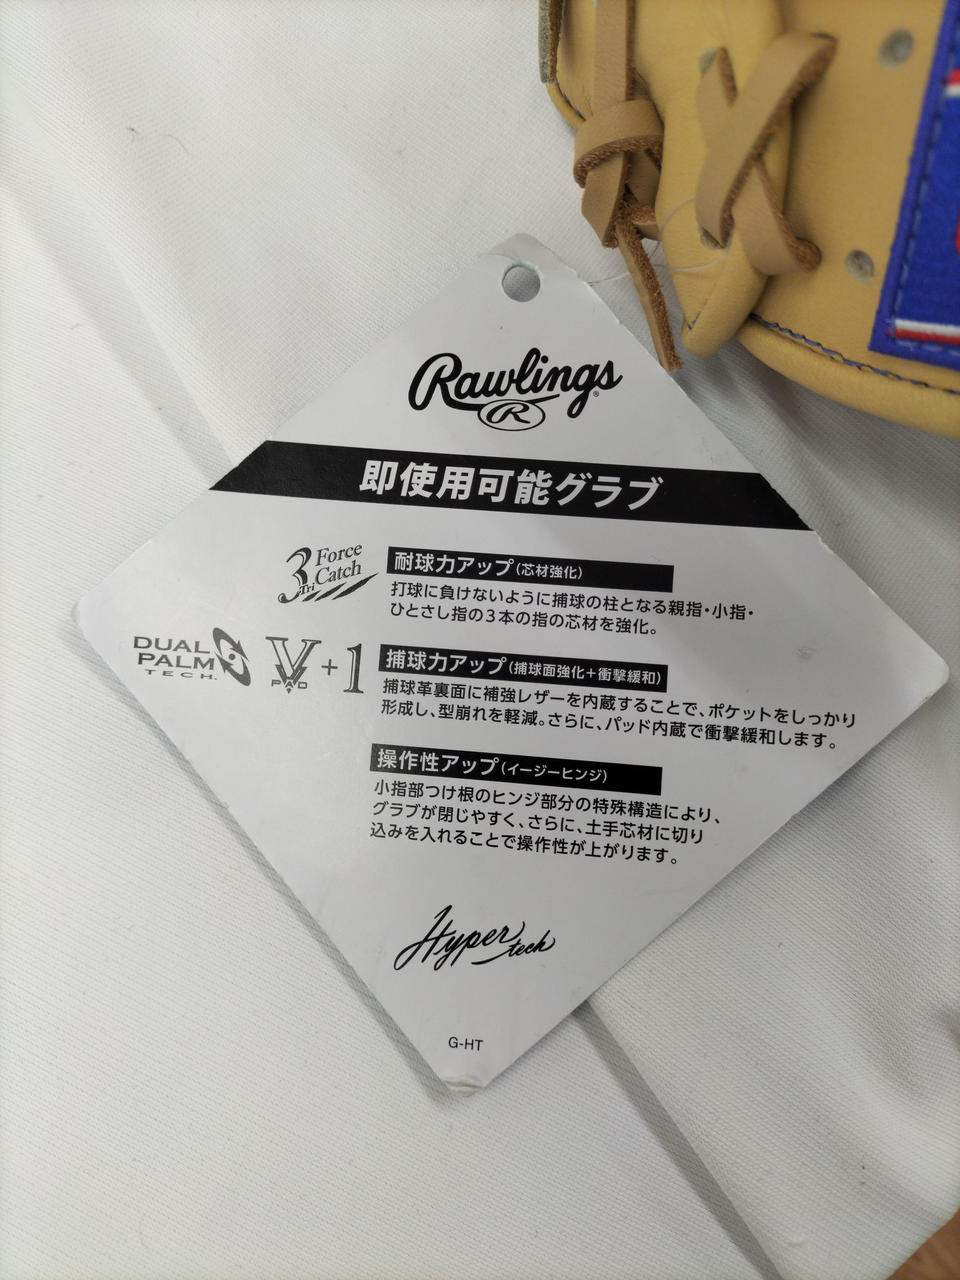 Rawlings®
R
即使用可能グラブ
3 Force
Tri Catch
耐球力アップ(芯材強化)
打球に負けないように捕球の柱となる親指・小指・
ひとさし指の3本の指の芯材を強化。
DUAL
PALM
TECH.
V+1
PAD
捕球力アップ(捕球面強化+衝撃緩和)
捕球革裏面に補強レザーを内蔵することで、ポケットをしっかり
形成し、型崩れを軽減。さらに、パッド内蔵で衝撃緩和します。
操作性アップ(イージーヒンジ)
小指部つけ根のヒンジ部分の特殊構造により、
グラブが閉じやすく、さらに、土手芯材に切り
込みを入れることで操作性が上がります。
Hyper tech
G-HT